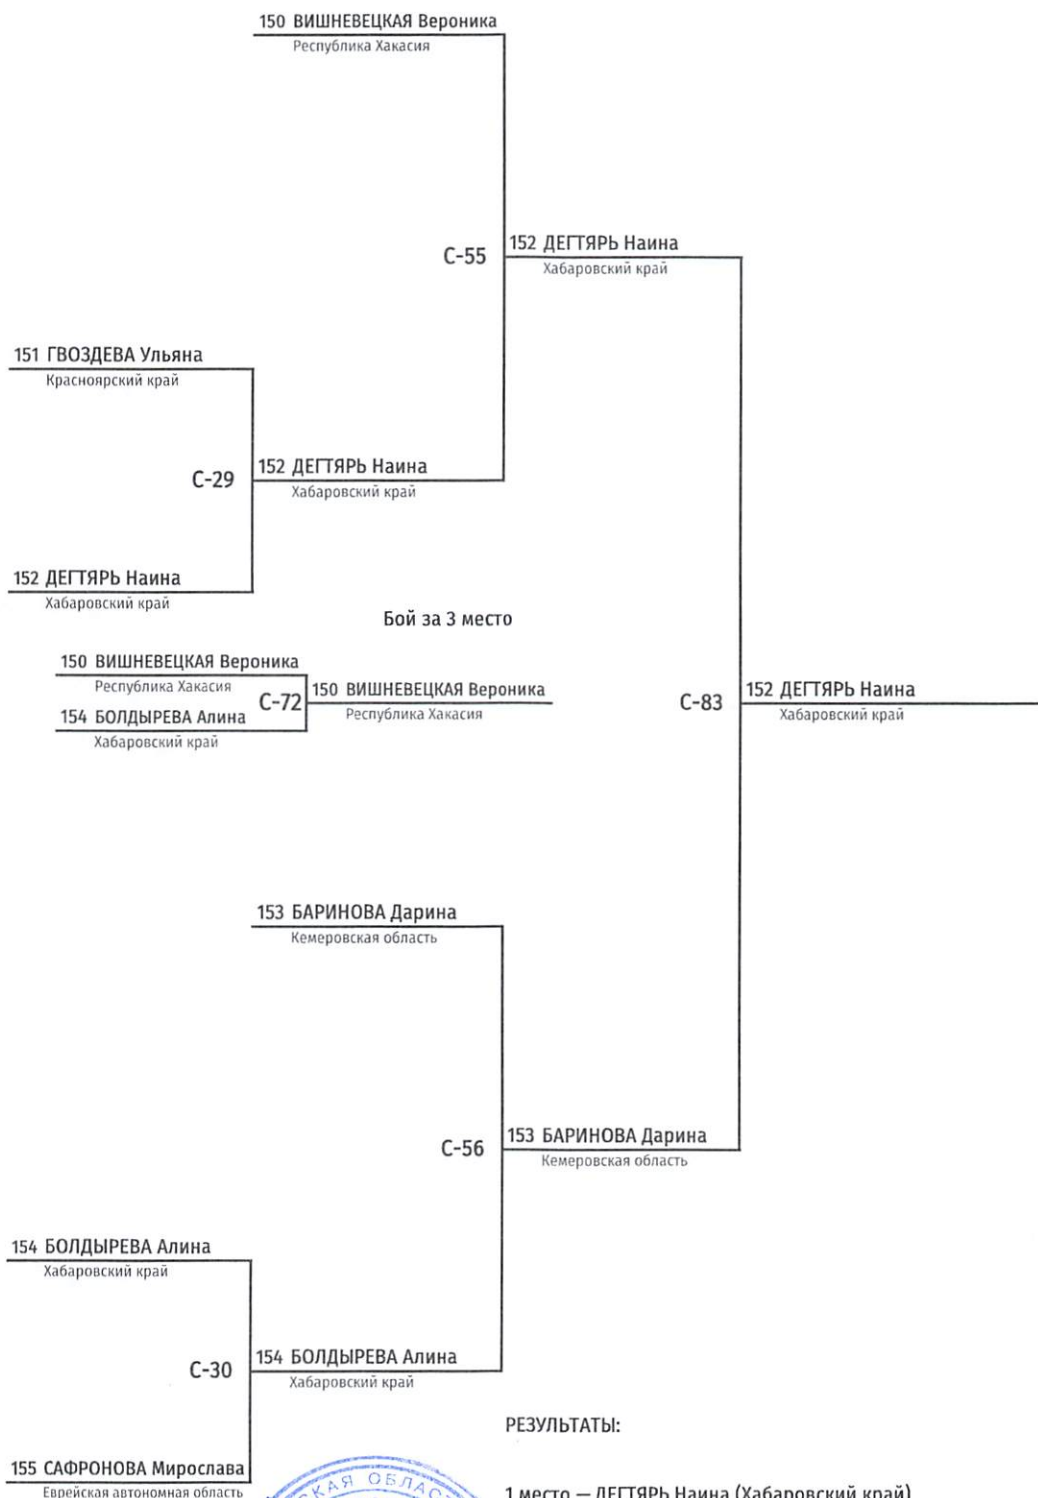 150 ВИШНЕВЕЦКАЯ Вероника
Республика Хакасия
C-55
152 ДЕГТЯРЬ Наина
Хабаровский край
151 ГВОЗДЕВА Ульяна
Красноярский край
C-29
152 ДЕГТЯРЬ Наина
Хабаровский край
152 ДЕГТЯРЬ Наина
Хабаровский край
Бой за 3 место
150 ВИШНЕВЕЦКАЯ Вероника
Республика Хакасия
C-72
150 ВИШНЕВЕЦКАЯ Вероника
Республика Хакасия
154 БОЛДЫРЕВА Алина
Хабаровский край
C-83
152 ДЕГТЯРЬ Наина
Хабаровский край
153 БАРИНОВА Дарина
Кемеровская область
C-56
153 БАРИНОВА Дарина
Кемеровская область
154 БОЛДЫРЕВА Алина
Хабаровский край
C-30
154 БОЛДЫРЕВА Алина
Хабаровский край
155 САФРОНОВА Мирослава
Еврейская автономная область
РЕЗУЛЬТАТЫ:
1 место — ДЕГТЯРЬ Наина (Хабаровский край)